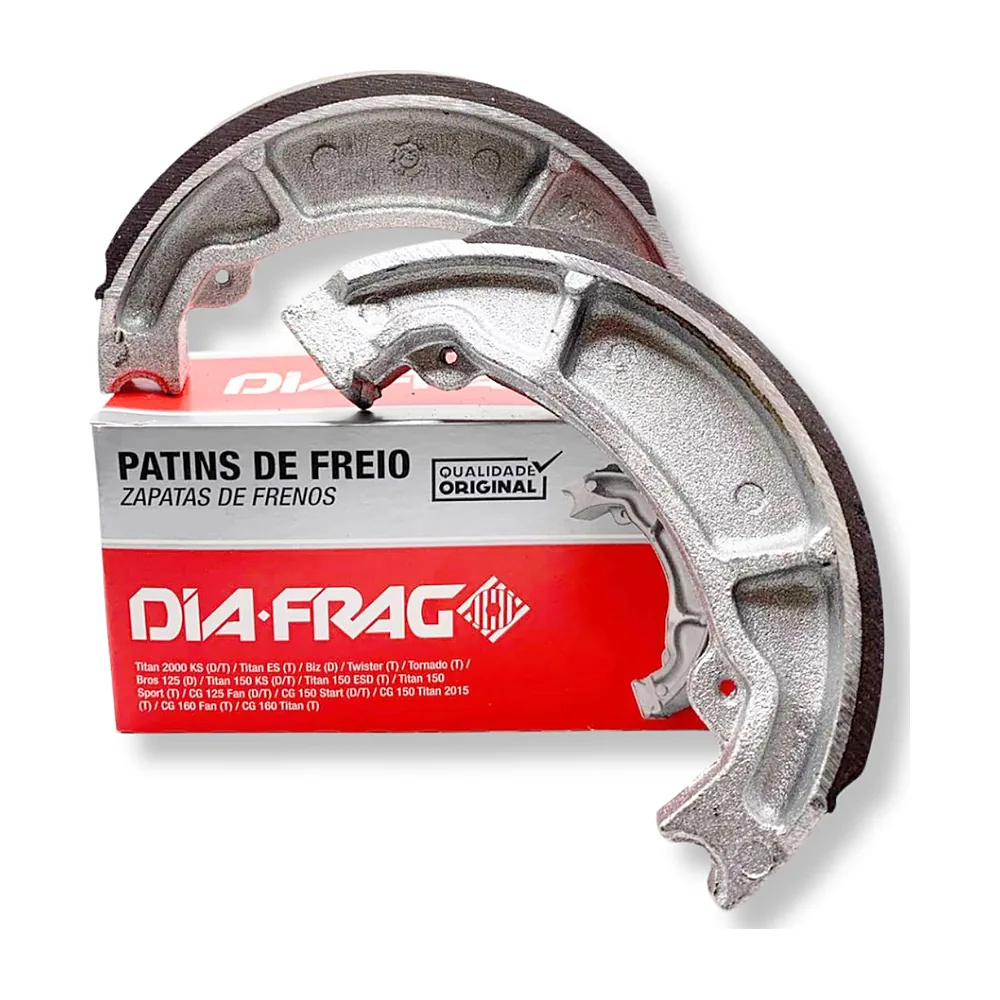 DIA-FRAG
PATINS DE FREIO
ZAPATAS DE FRENOS
QUALIDADE
ORIGINAL
DIA-FRAG
Titan 2000 KS (D/T) / Titan ES (T) / Biz (D) / Twister (T) / Tornado (T) /
Bros 125 (D) / Titan 150 KS (D/T) / Titan 150 ESD (T) / Titan 150
Sport (T) / CG 125 Fan (D/T) / CG 150 Start (D/T) / CG 150 Titan 2015
(T) / CG 160 Fan (T) / CG 160 Titan (T)